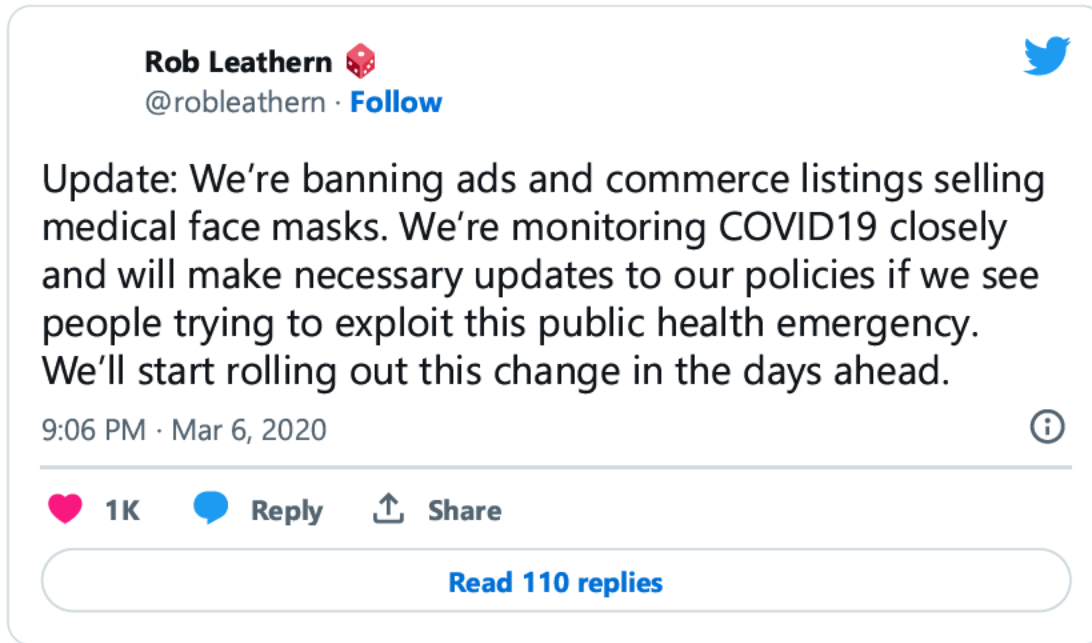 Rob Leathern 🎲
@robleathern · Follow
Update: We’re banning ads and commerce listings selling
medical face masks. We’re monitoring COVID19 closely
and will make necessary updates to our policies if we see
people trying to exploit this public health emergency.
We’ll start rolling out this change in the days ahead.
9:06 PM · Mar 6, 2020
1K Reply Share
Read 110 replies